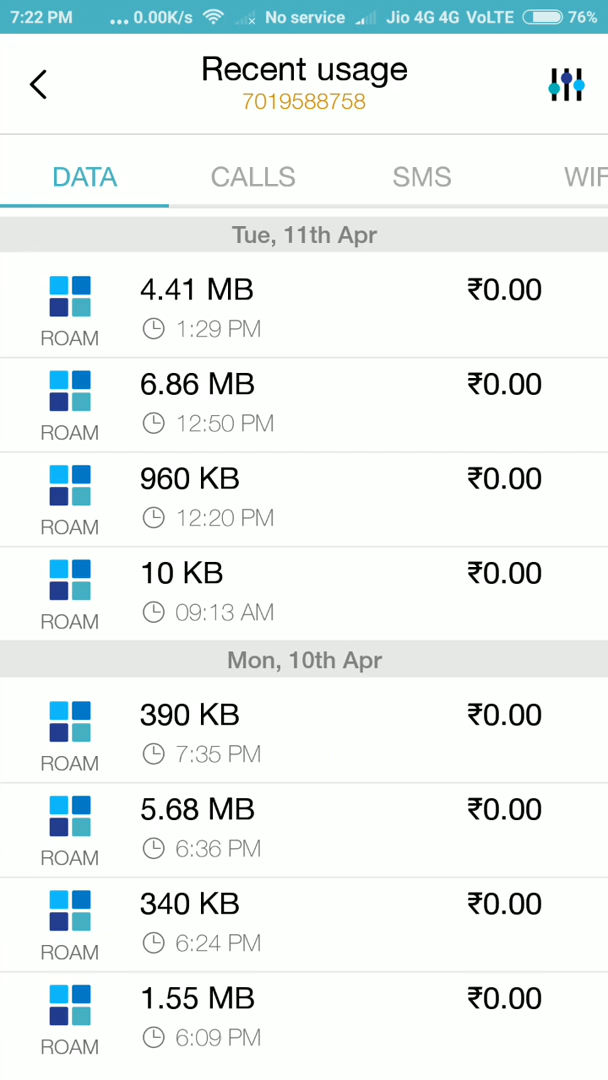 7:22 PM ... 0.00K/s No service Jio 4G 4G VoLTE 76%
Recent usage
7019588758
DATA CALLS SMS WIF
Tue, 11th Apr
4.41 MB ₹0.00
1:29 PM
ROAM
6.86 MB ₹0.00
12:50 PM
ROAM
960 KB ₹0.00
12:20 PM
ROAM
10 KB ₹0.00
09:13 AM
ROAM
Mon, 10th Apr
390 KB ₹0.00
7:35 PM
ROAM
5.68 MB ₹0.00
6:36 PM
ROAM
340 KB ₹0.00
6:24 PM
ROAM
1.55 MB ₹0.00
6:09 PM
ROAM